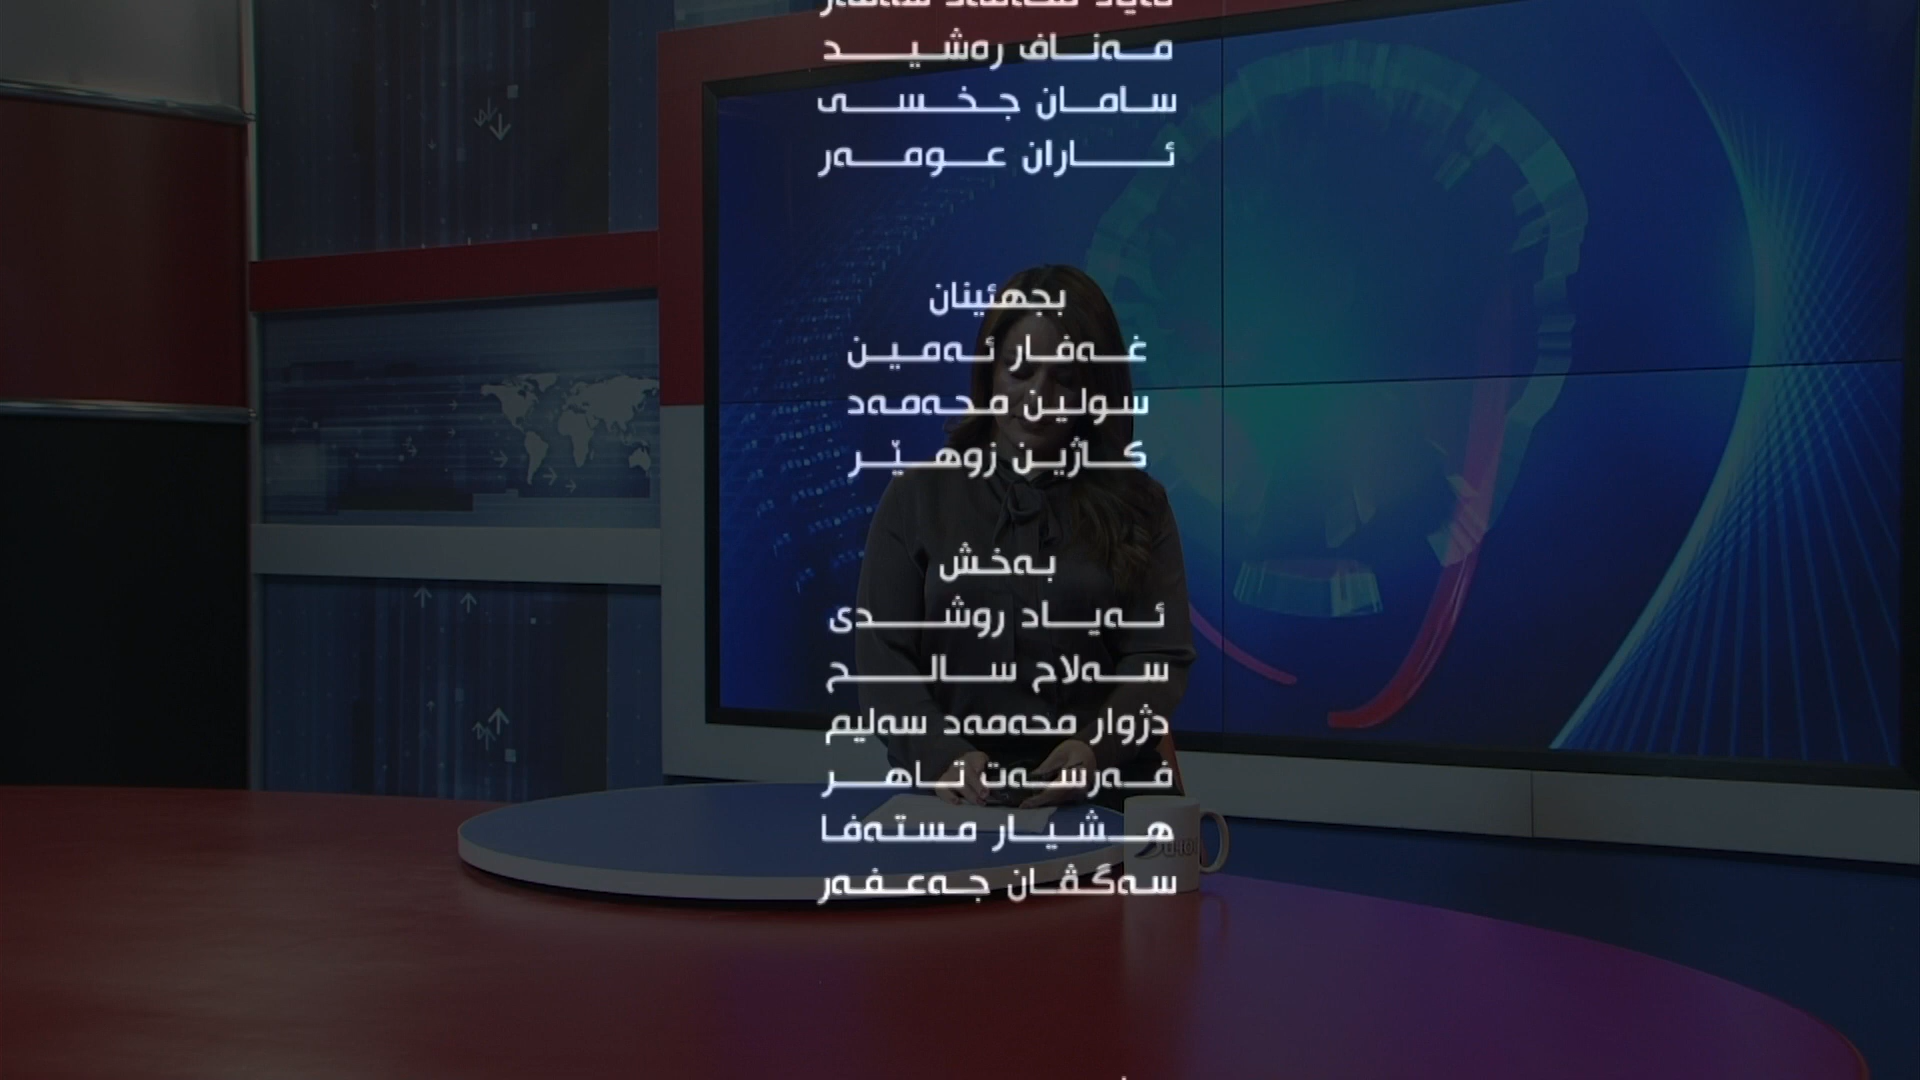 مەناف رەشید
سامان جخسی
ئاران عومەر
بجهئینان
غەفار ئەمین
سولین محەمەد
کاژین زوهێر
بەخش
ئەیاد روشدی
سەلاح سالح
دژوار محەمەد سەلیم
فەرسەت تاهر
هشیار مستەفا
سەگڤان جەعفەر